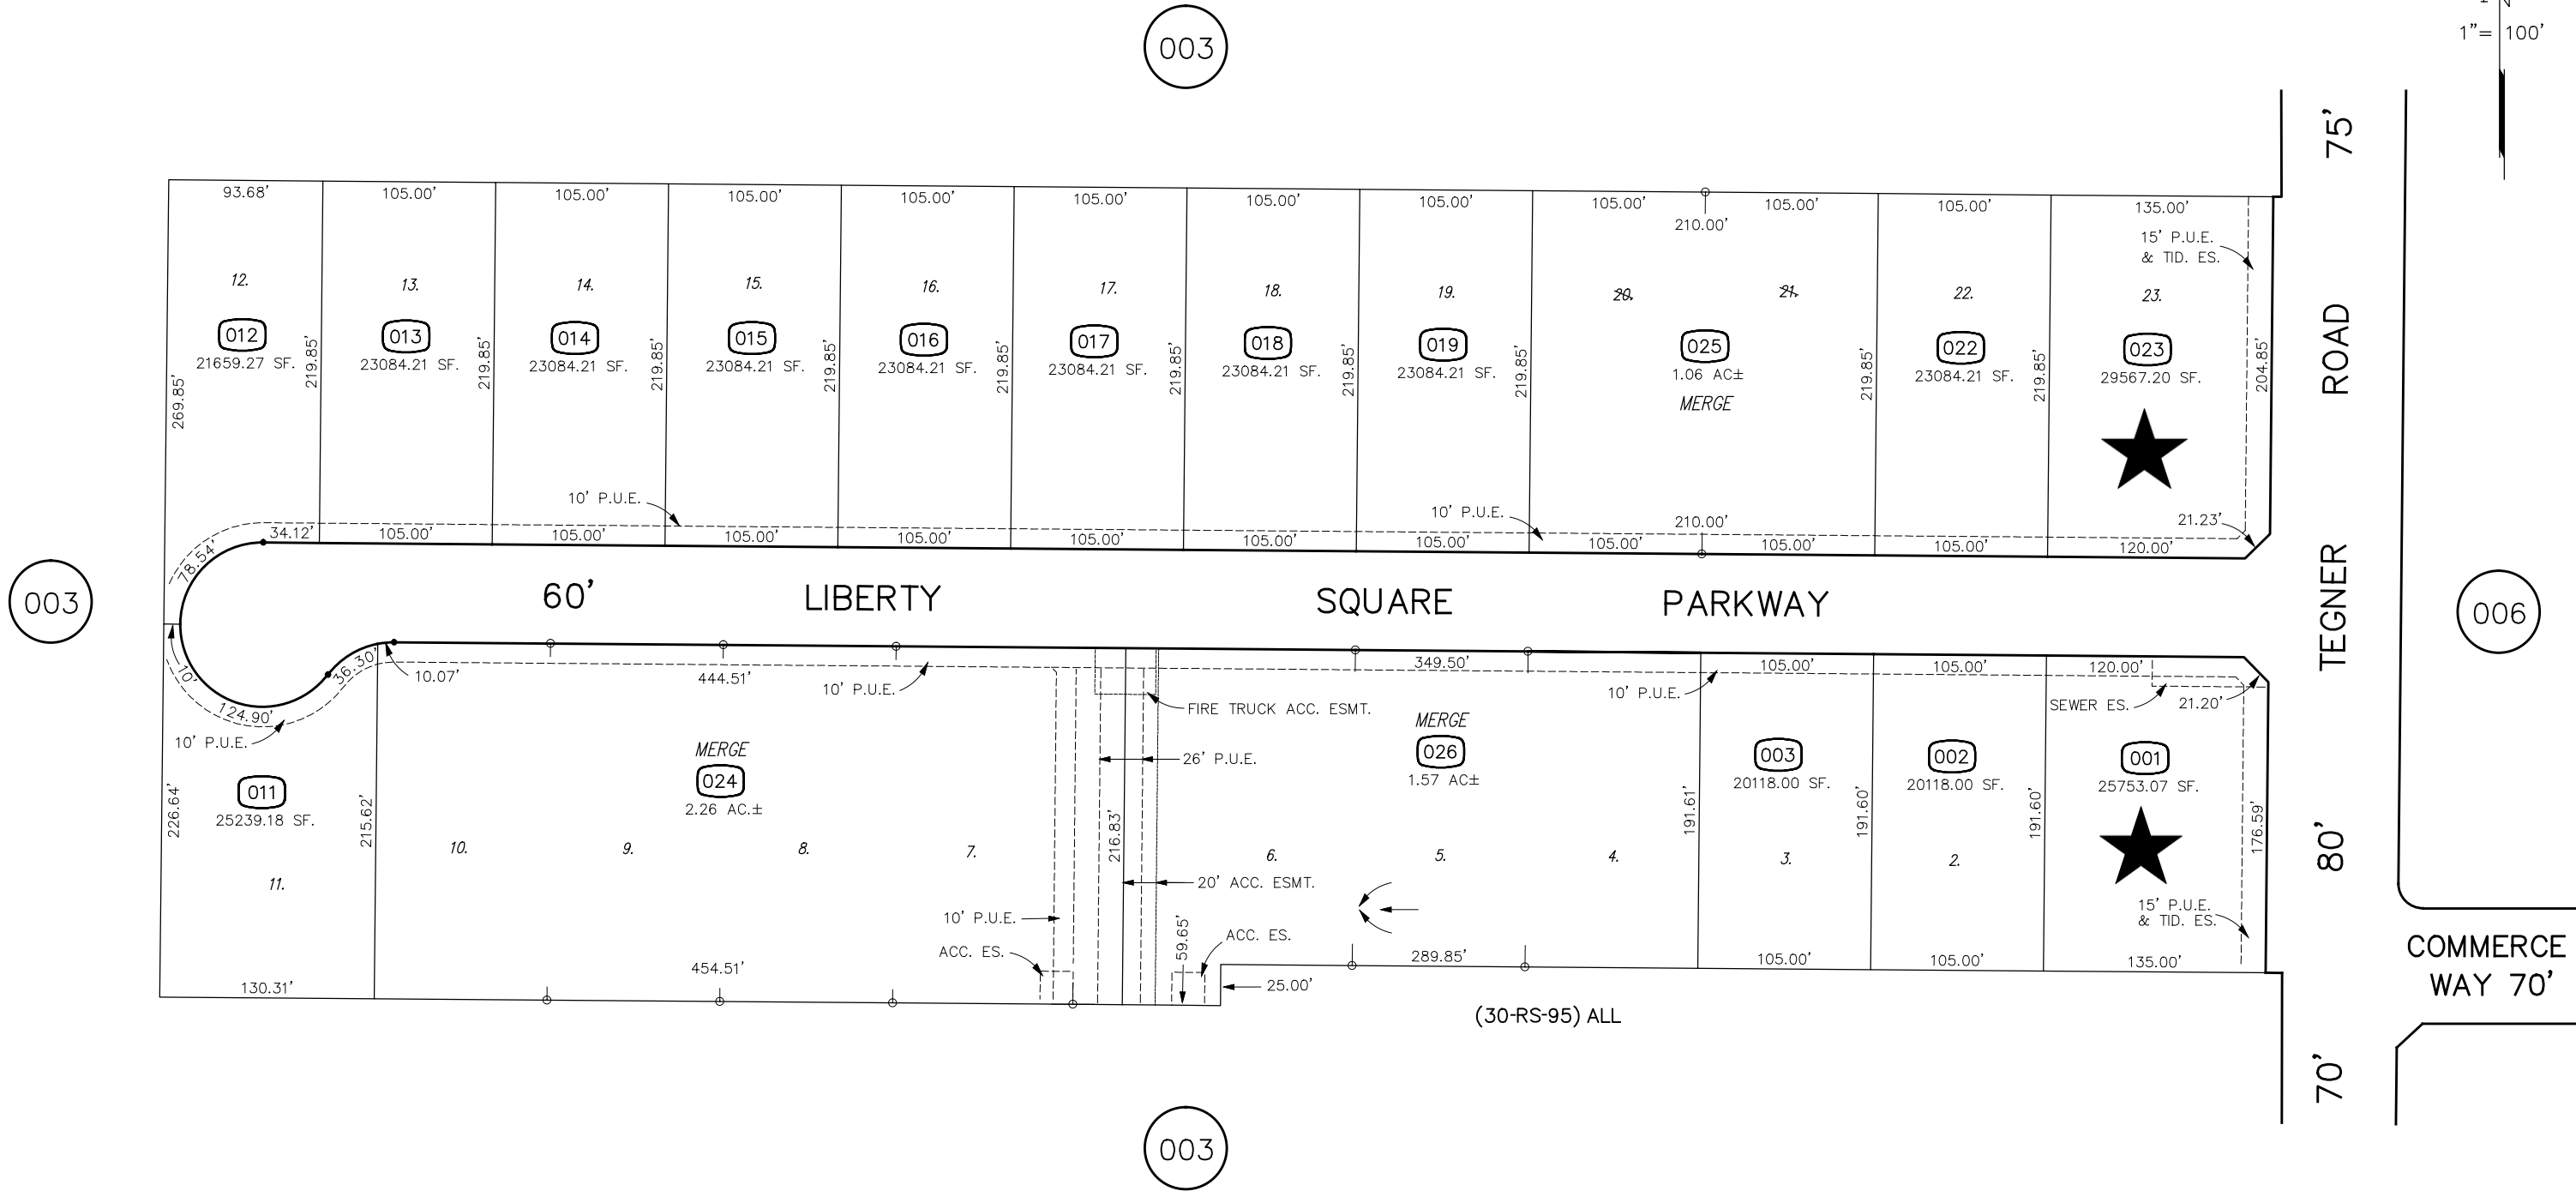 003
N
1"= 100'
75'
93.68'
105.00'
105.00'
105.00'
105.00'
105.00'
105.00'
105.00'
105.00'
105.00'
105.00'
135.00'
210.00'
15' P.U.E.
& TID. ES.
12.
13.
14.
15.
16.
17.
18.
19.
20.
21.
22.
23.
012
013
014
015
016
017
018
019
025
022
023
21659.27 SF.
23084.21 SF.
23084.21 SF.
23084.21 SF.
23084.21 SF.
23084.21 SF.
23084.21 SF.
23084.21 SF.
1.06 AC±
23084.21 SF.
29567.20 SF.
MERGE
269.85'
219.85'
219.85'
219.85'
219.85'
219.85'
219.85'
219.85'
219.85'
219.85'
219.85'
204.85'
ROAD
10' P.U.E.
10' P.U.E.
210.00'
21.23'
34.12'
105.00'
105.00'
105.00'
105.00'
105.00'
105.00'
105.00'
105.00'
105.00'
105.00'
120.00'
78.54'
003
60' LIBERTY SQUARE PARKWAY
TEGNER
006
10'
36.30'
10.07'
124.90'
10' P.U.E.
444.51'
10' P.U.E.
349.50'
10' P.U.E.
105.00'
105.00'
120.00'
FIRE TRUCK ACC. ESMT.
SEWER ES.
21.20'
MERGE
024
2.26 AC.±
26' P.U.E.
MERGE
026
1.57 AC±
003
20118.00 SF.
002
20118.00 SF.
001
25753.07 SF.
011
25239.18 SF.
226.64'
215.62'
216.83'
191.61'
191.60'
191.60'
176.59'
80'
11.
10.
9.
8.
7.
6.
5.
4.
3.
2.
20' ACC. ESMT.
10' P.U.E.
ACC. ES.
59.65'
ACC. ES.
15' P.U.E.
& TID. ES.
130.31'
454.51'
25.00'
289.85'
105.00'
105.00'
135.00'
COMMERCE
WAY 70'
(30-RS-95) ALL
70'
003